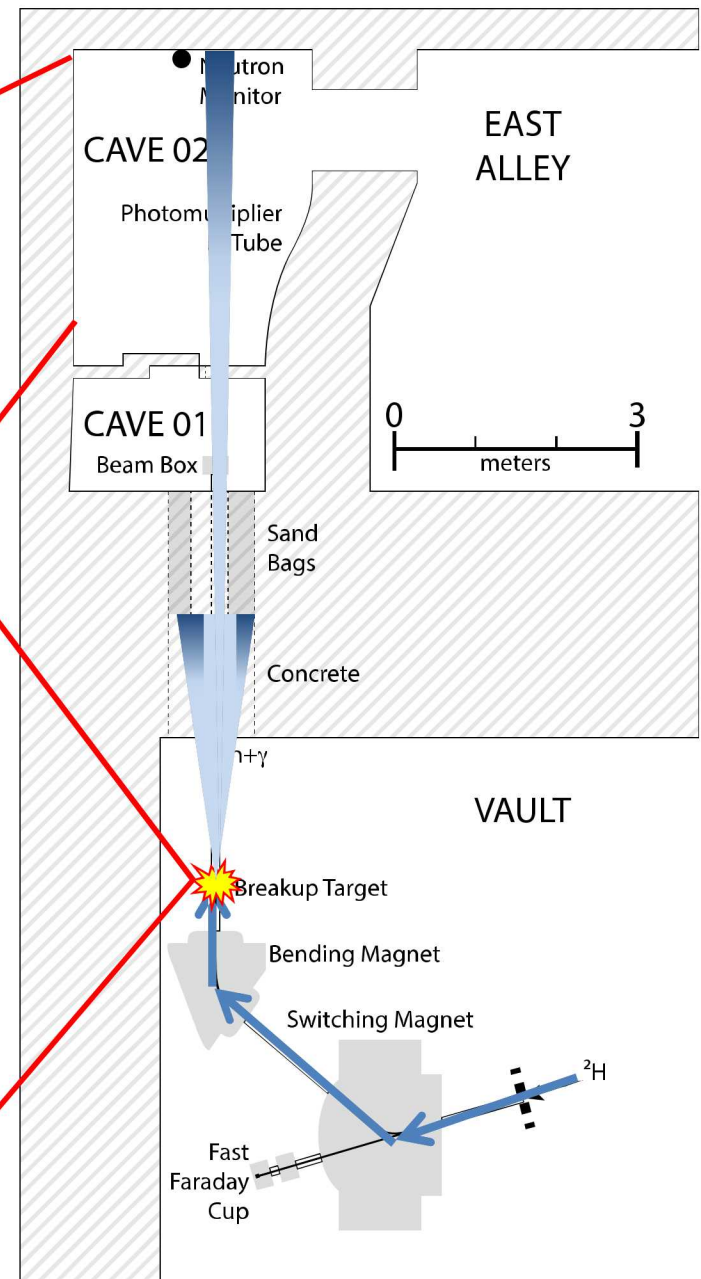 Neutron
Monitor
EAST
ALLEY
CAVE 02
Photomultiplier
Tube
0 3
meters
CAVE 01
Beam Box
Sand
Bags
Concrete
n+γ
VAULT
Breakup Target
Bending Magnet
Switching Magnet
²H
Fast
Faraday
Cup